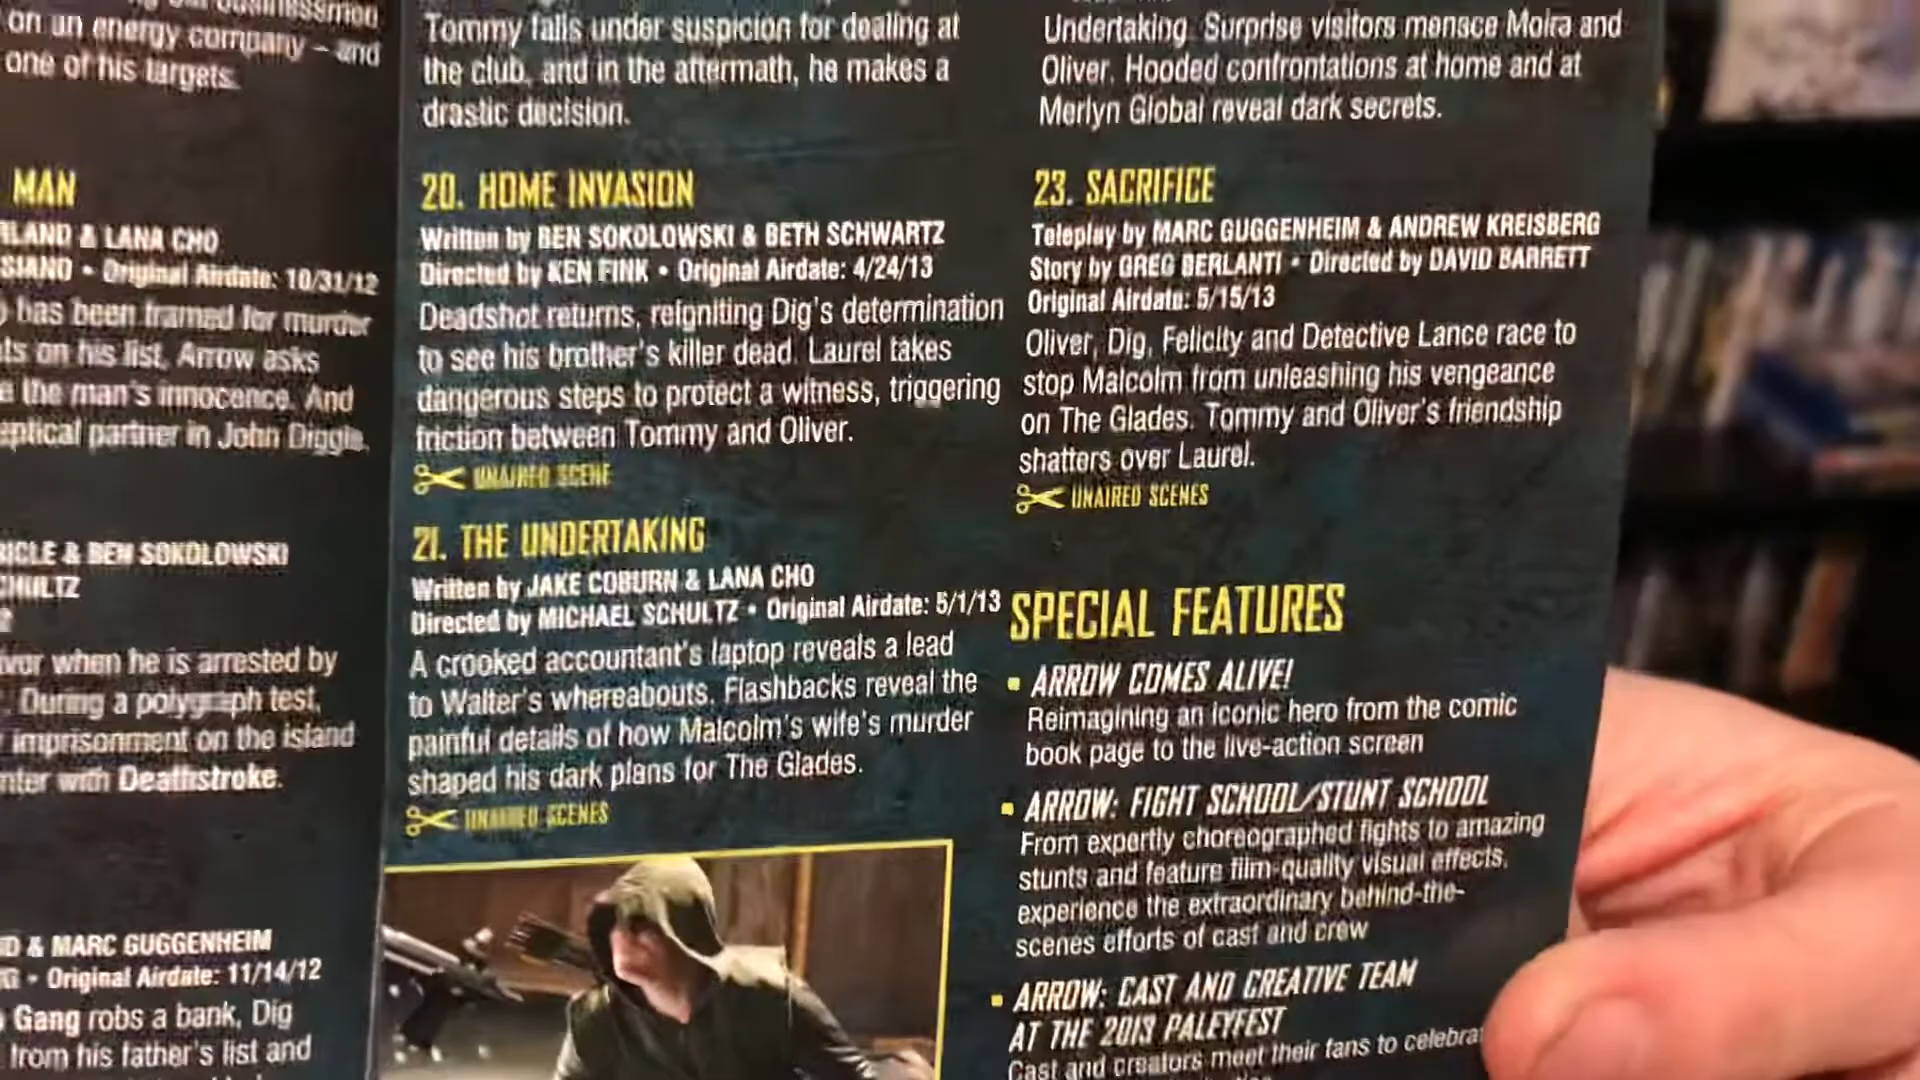 on an energy company – and
one of his targets.
MAN
& LANA CHO
• Original Airdate: 10/31/12
has been framed for murder
on his list, Arrow asks
the man's innocence. And
partner in John Diggle.
& BEN SOKOLOWSKI
when he is arrested by
During a polygraph test,
imprisonment on the island
with Deathstroke.
& MARC GUGGENHEIM
• Original Airdate: 11/14/12
Gang robs a bank, Dig
from his father's list and
Tommy falls under suspicion for dealing at
the club, and in the aftermath, he makes a
drastic decision.
20. HOME INVASION
Written by BEN SOKOLOWSKI & BETH SCHWARTZ
Directed by KEN FINK • Original Airdate: 4/24/13
Deadshot returns, reigniting Dig's determination
to see his brother's killer dead. Laurel takes
dangerous steps to protect a witness, triggering
friction between Tommy and Oliver.
UNAIRED SCENE
21. THE UNDERTAKING
Written by JAKE COBURN & LANA CHO
Directed by MICHAEL SCHULTZ • Original Airdate: 5/1/13
A crooked accountant's laptop reveals a lead
to Walter's whereabouts. Flashbacks reveal the
painful details of how Malcolm's wife's murder
shaped his dark plans for The Glades.
UNAIRED SCENES
Undertaking. Surprise visitors menace Moira and
Oliver. Hooded confrontations at home and at
Merlyn Global reveal dark secrets.
23. SACRIFICE
Teleplay by MARC GUGGENHEIM & ANDREW KREISBERG
Story by GREG BERLANTI • Directed by DAVID BARRETT
Original Airdate: 5/15/13
Oliver, Dig, Felicity and Detective Lance race to
stop Malcolm from unleashing his vengeance
on The Glades. Tommy and Oliver's friendship
shatters over Laurel.
UNAIRED SCENES
SPECIAL FEATURES
▪ ARROW COMES ALIVE!
Reimagining an iconic hero from the comic
book page to the live-action screen
▪ ARROW: FIGHT SCHOOL/STUNT SCHOOL
From expertly choreographed fights to amazing
stunts and feature film-quality visual effects,
experience the extraordinary behind-the-
scenes efforts of cast and crew
▪ ARROW: CAST AND CREATIVE TEAM
AT THE 2013 PALEYFEST
Cast and creators meet their fans to